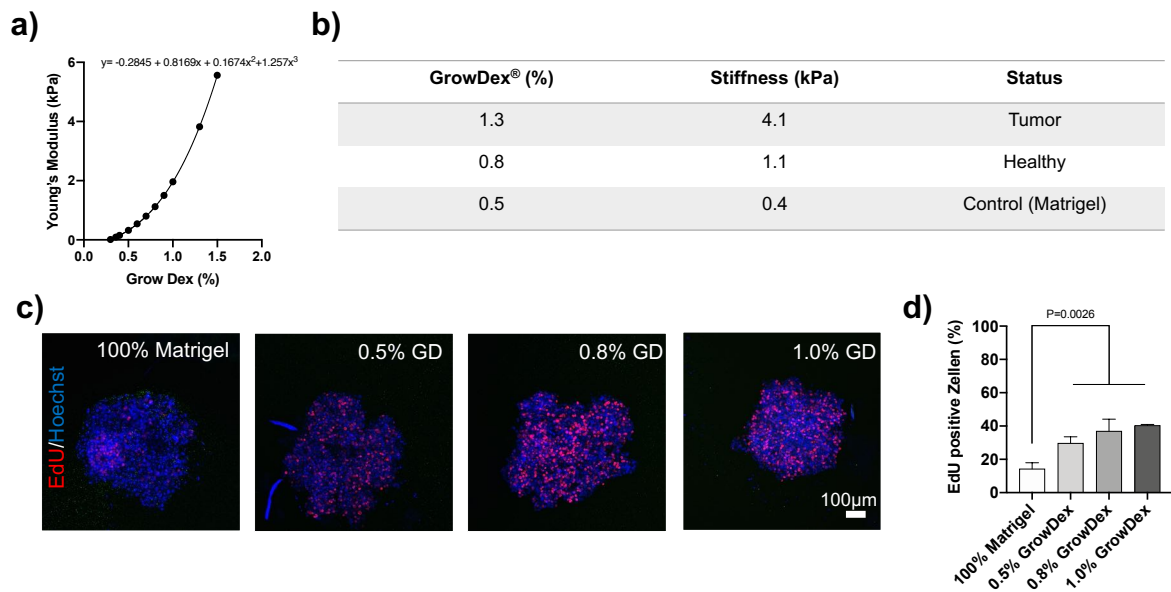 a)
y= -0.2845 + 0.8169x + 0.1674x²+1.257x³
Young's Modulus (kPa)
6
4
2
0
0.0 0.5 1.0 1.5 2.0
Grow Dex (%)
b)
GrowDex® (%) Stiffness (kPa) Status
1.3 4.1 Tumor
0.8 1.1 Healthy
0.5 0.4 Control (Matrigel)
c)
EdU/Hoechst
100% Matrigel
0.5% GD
0.8% GD
1.0% GD
100µm
d)
P=0.0026
EdU positive Zellen (%)
100
80
60
40
20
0
100% Matrigel
0.5% GrowDex
0.8% GrowDex
1.0% GrowDex